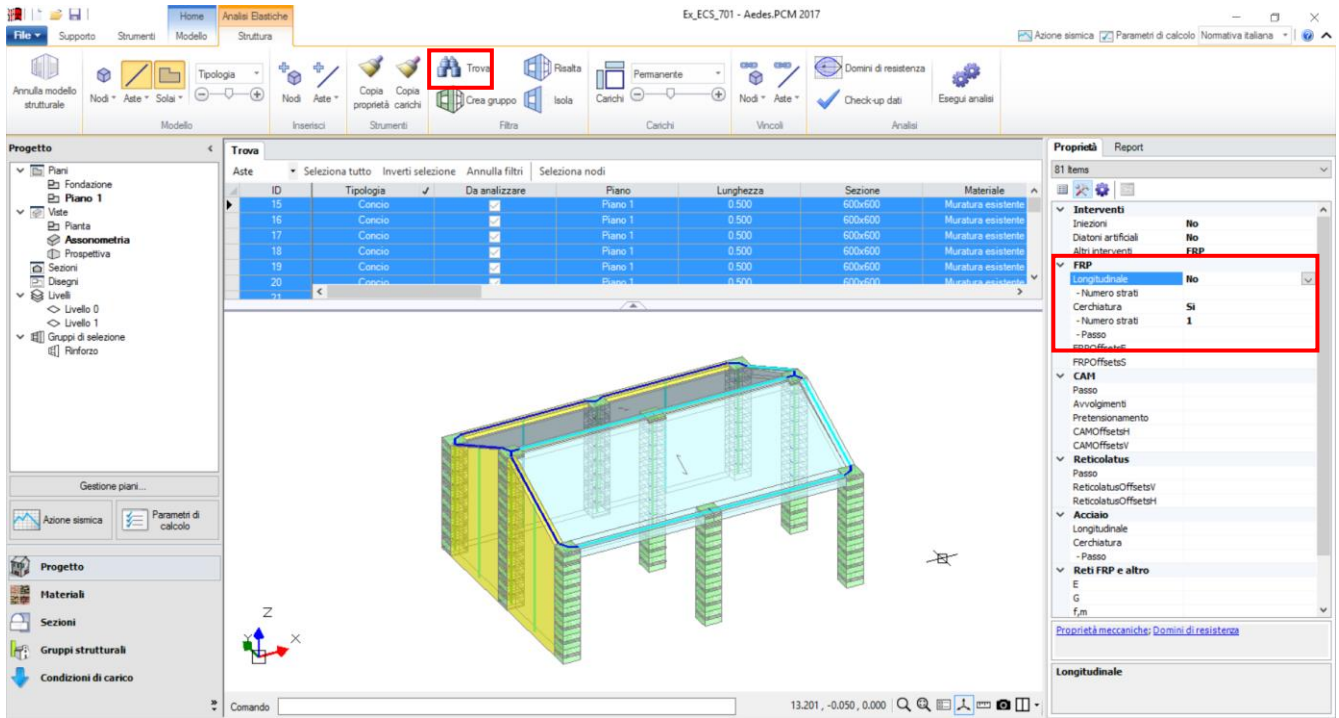 Home
Analisi Elastiche
Ex_ECS_701 - Aedes.PCM 2017
File
Supporto
Strumenti
Modello
Struttura
Azione sismica
Parametri di calcolo
Normativa italiana
Annulla modello
strutturale
Nodi
Aste
Solai
Tipologia
Modello
Nodi
Aste
Inserisci
Copia
proprietà
Copia
carichi
Strumenti
Trova
Crea gruppo
Risalta
Isola
Filtra
Carichi
Permanente
Carichi
Nodi
Aste
Vincoli
Domini di resistenza
Check-up dati
Esegui analisi
Analisi
Progetto
Piani
Fondazione
Piano 1
Viste
Pianta
Assonometria
Prospettiva
Sezioni
Disegni
Livelli
Livello 0
Livello 1
Gruppi di selezione
Rinforzo
Gestione piani...
Azione sismica
Parametri di
calcolo
Progetto
Materiali
Sezioni
Gruppi strutturali
Condizioni di carico
Trova
Aste Seleziona tutto Inverti selezione Annulla filtri Seleziona nodi
ID Tipologia Da analizzare Piano Lunghezza Sezione Materiale
15 Concio Piano 1 0.500 600x600 Muratura esistente
16 Concio Piano 1 0.500 600x600 Muratura esistente
17 Concio Piano 1 0.500 600x600 Muratura esistente
18 Concio Piano 1 0.500 600x600 Muratura esistente
19 Concio Piano 1 0.500 600x600 Muratura esistente
20 Concio Piano 1 0.500 600x600 Muratura esistente
21
Z
Y
X
Comando
13.201 , -0.050 , 0.000
Proprietà
Report
81 Items
Interventi
Iniezioni No
Diatoni artificiali No
Altri interventi FRP
FRP
Longitudinale No
- Numero strati
Cerchiatura Sì
- Numero strati 1
- Passo
FRPOffsetsE
FRPOffsetsS
CAM
Passo
Avvolgimenti
Pretensionamento
CAMOffsetsH
CAMOffsetsV
Reticolatus
Passo
ReticolatusOffsetsV
ReticolatusOffsetsH
Acciaio
Longitudinale
Cerchiatura
- Passo
Reti FRP e altro
E
G
f,m
Proprietà meccaniche; Domini di resistenza
Longitudinale